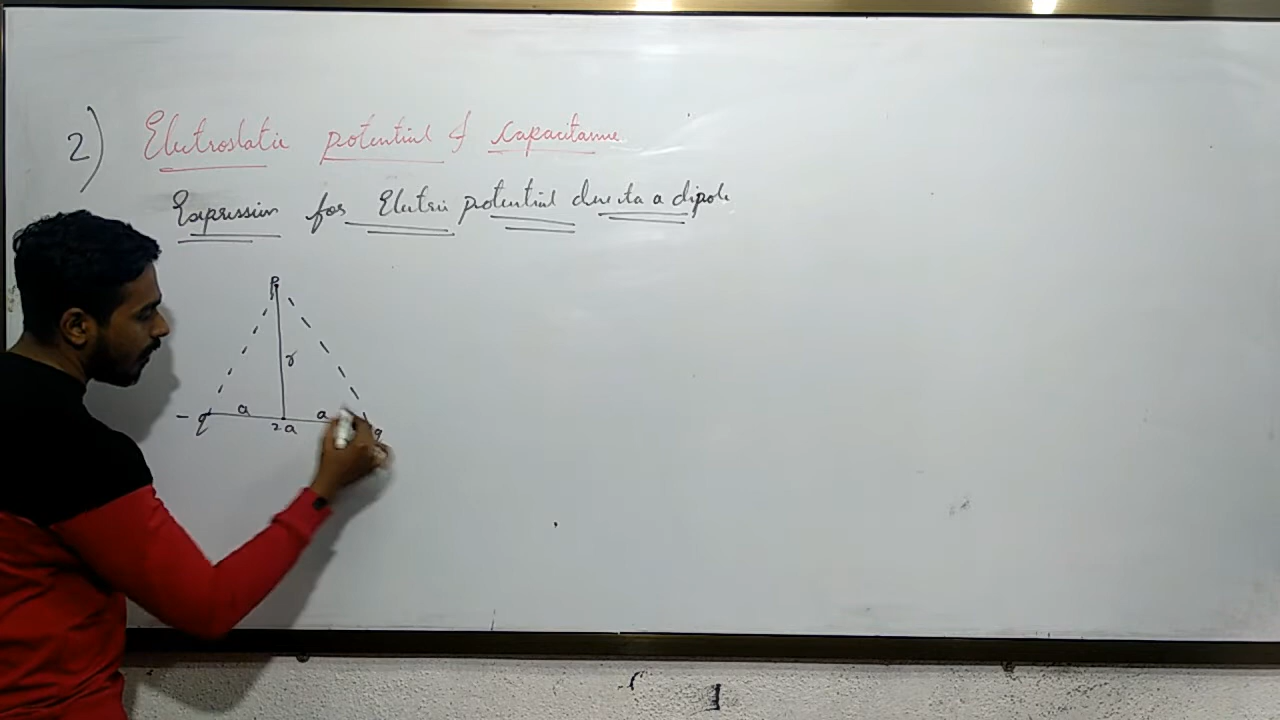 2) Electrostatic potential & Capacitance
Expression for Electric potential due to a dipole
P
r
a a
- q 2a q